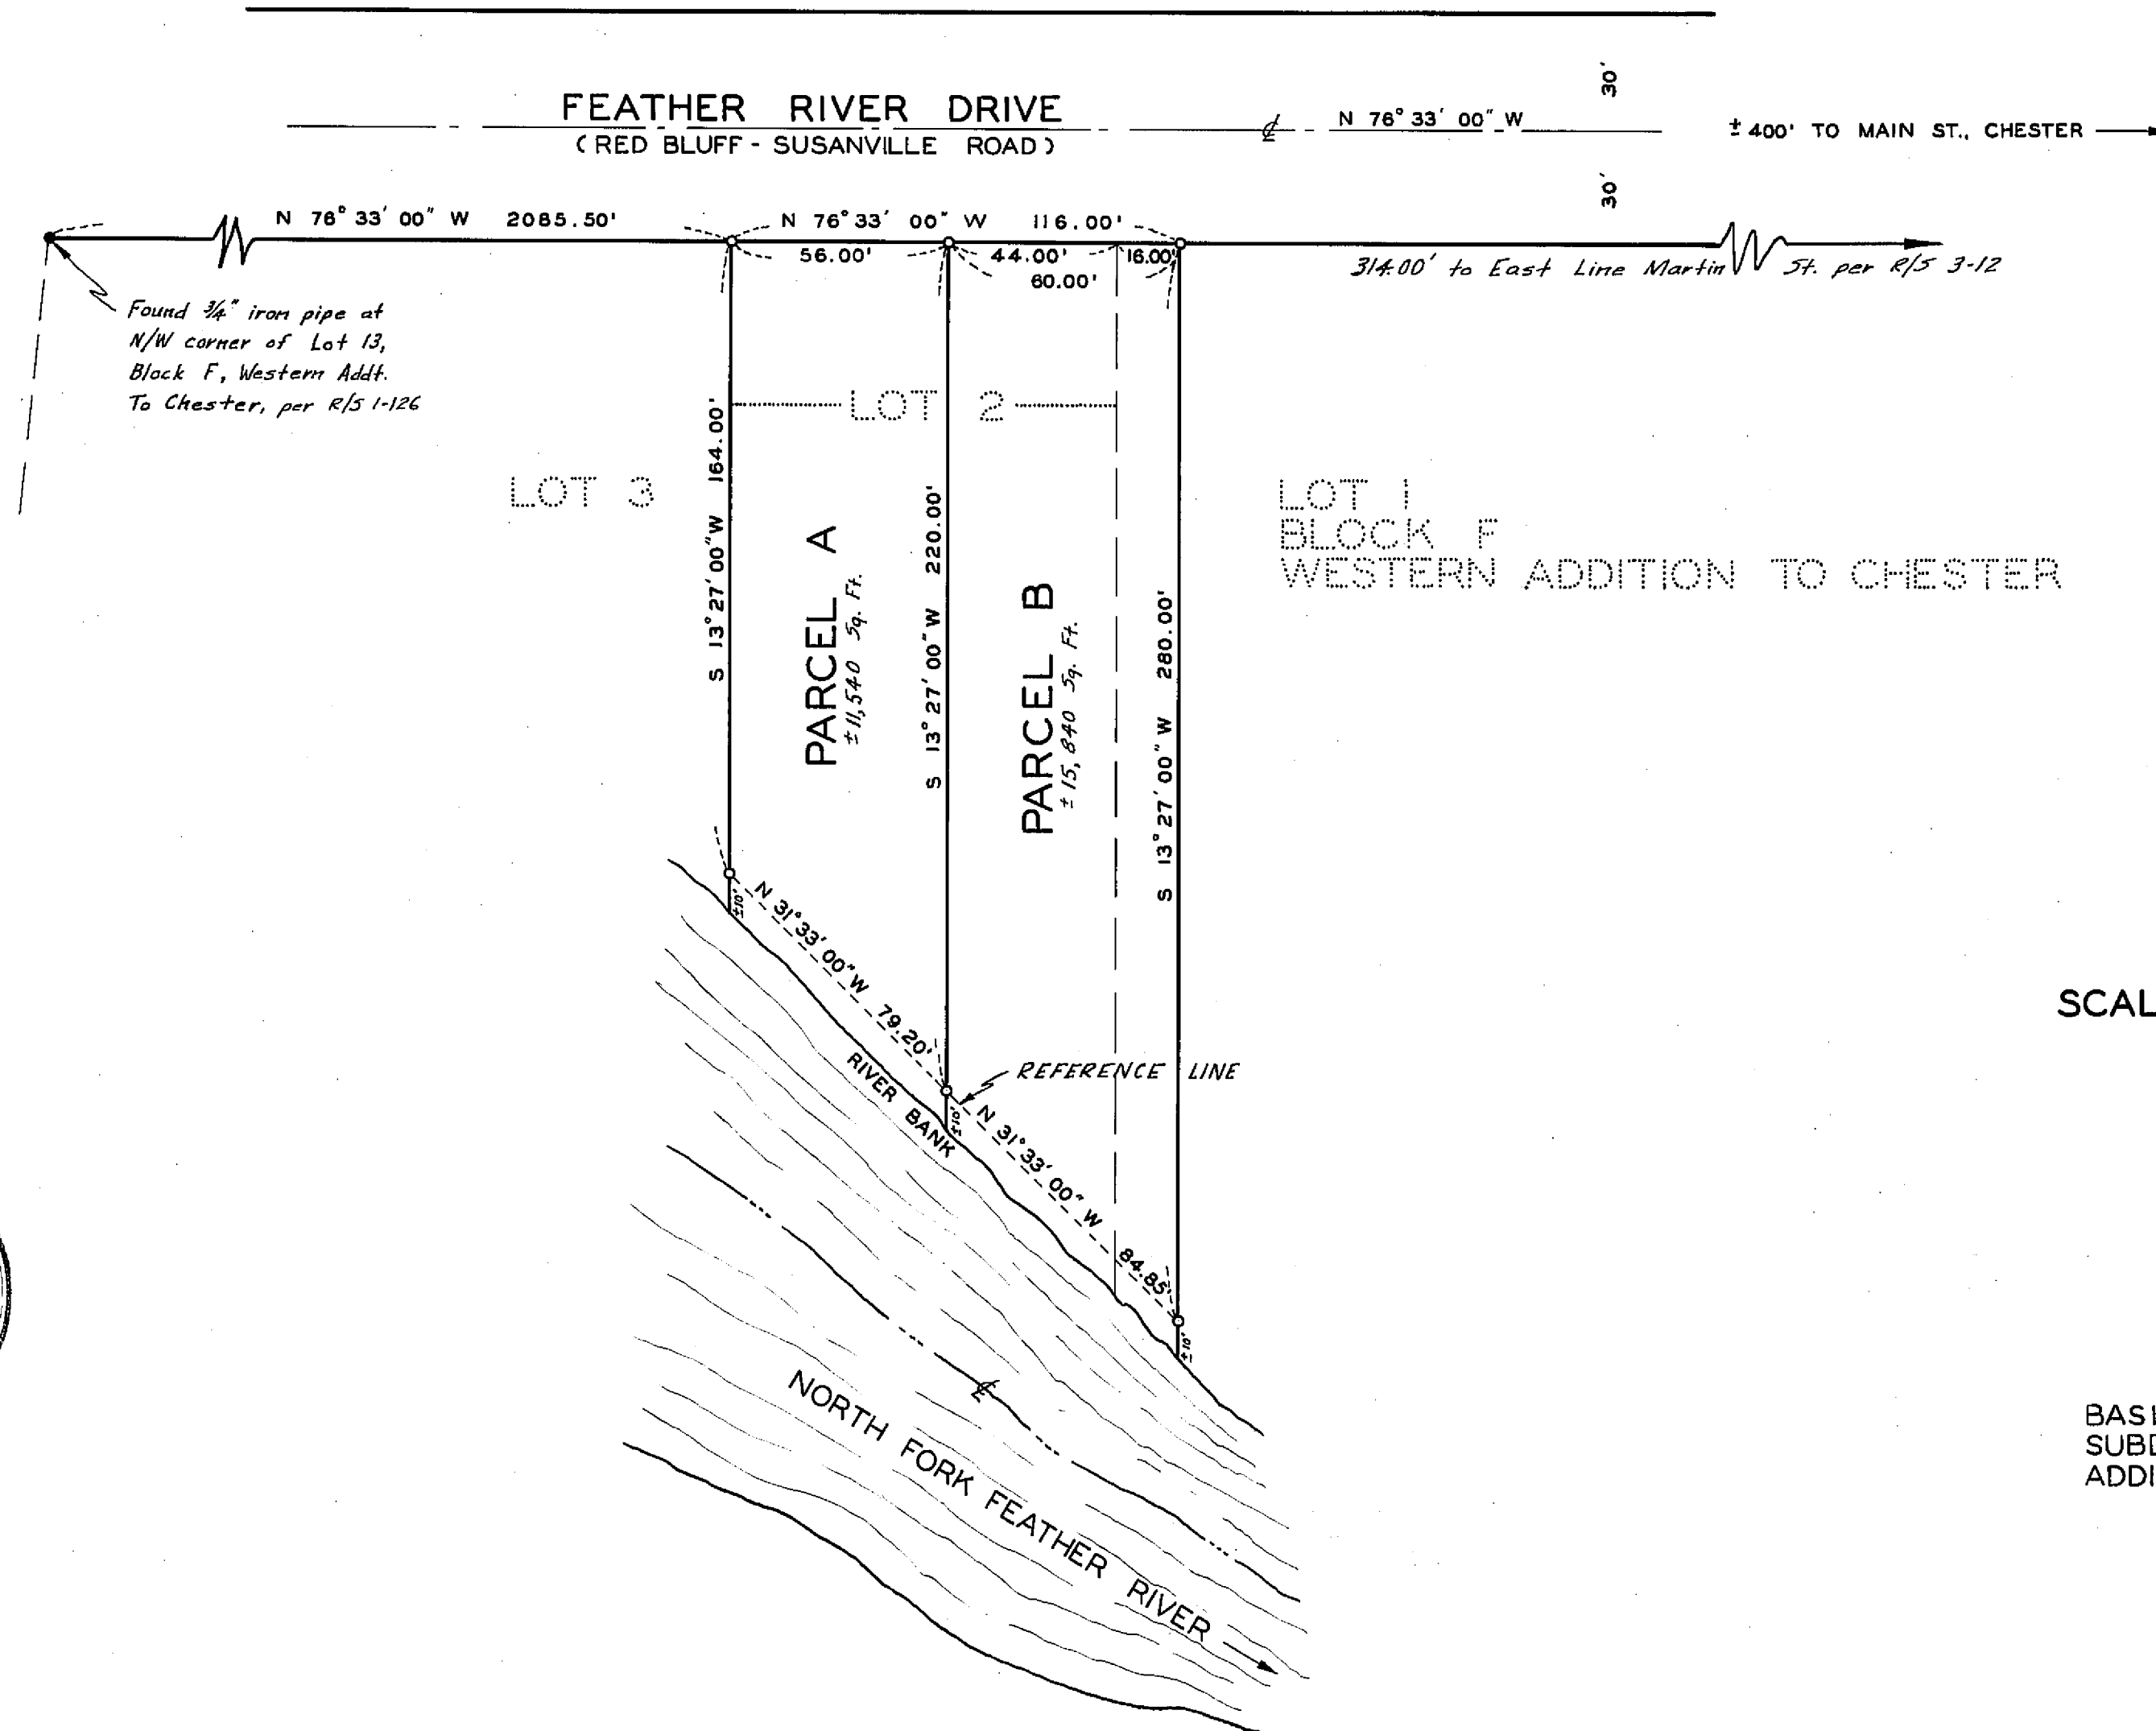 30'
FEATHER RIVER DRIVE
(RED BLUFF - SUSANVILLE ROAD)
N 76° 33' 00" W
± 400' TO MAIN ST., CHESTER
30'
N 76° 33' 00" W 2085.50'
N 76° 33' 00" W 116.00'
56.00'
44.00'
16.00'
60.00'
314.00' to East Line Martin St. per R/S 3-12
Found 3/4" iron pipe at
N/W corner of Lot 13,
Block F, Western Addt.
To Chester, per R/S 1-126
LOT 2
LOT 3
LOT 1
BLOCK F
WESTERN ADDITION TO CHESTER
S 13° 27' 00" W 164.00'
PARCEL A
± 11,540 Sq. Ft.
S 13° 27' 00" W 220.00'
PARCEL B
± 15,840 Sq. Ft.
S 13° 27' 00" W 280.00'
±10'
N 31° 33' 00" W 79.20'
SCAL
RIVER BANK
REFERENCE LINE
±10'
N 31° 33' 00" W 84.85'
±10'
NORTH FORK FEATHER RIVER
BASI
SUBD
ADDI